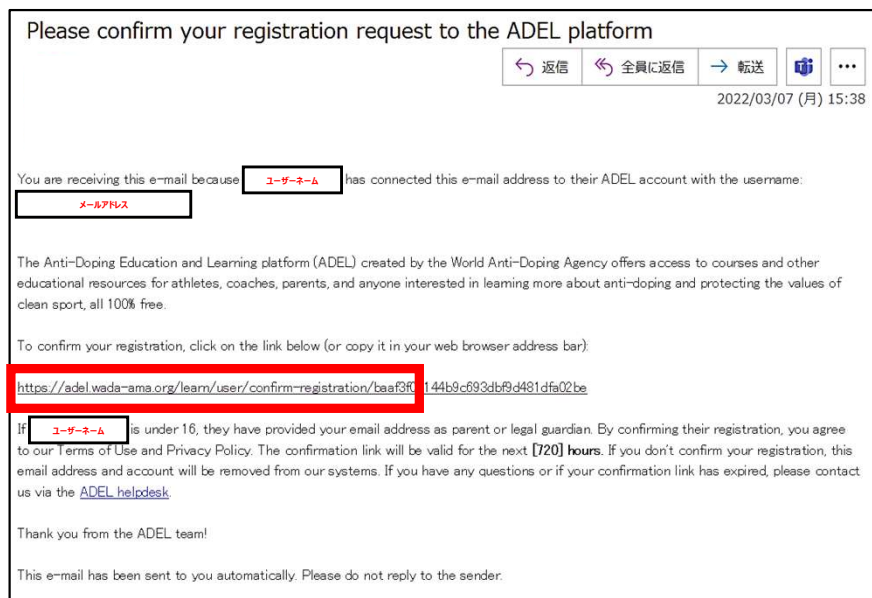 Please confirm your registration request to the ADEL platform
返信 全員に返信 転送
2022/03/07 (月) 15:38
You are receiving this e-mail because ユーザーネーム has connected this e-mail address to their ADEL account with the username:
メールアドレス
The Anti-Doping Education and Learning platform (ADEL) created by the World Anti-Doping Agency offers access to courses and other
educational resources for athletes, coaches, parents, and anyone interested in learning more about anti-doping and protecting the values of
clean sport, all 100% free.
To confirm your registration, click on the link below (or copy it in your web browser address bar):
https://adel.wada-ama.org/learn/user/confirm-registration/baaf3f0 144b9c693dbf9d481dfa02be
If ユーザーネーム is under 16, they have provided your email address as parent or legal guardian. By confirming their registration, you agree
to our Terms of Use and Privacy Policy. The confirmation link will be valid for the next [720] hours. If you don't confirm your registration, this
email address and account will be removed from our systems. If you have any questions or if your confirmation link has expired, please contact
us via the ADEL helpdesk.
Thank you from the ADEL team!
This e-mail has been sent to you automatically. Please do not reply to the sender.